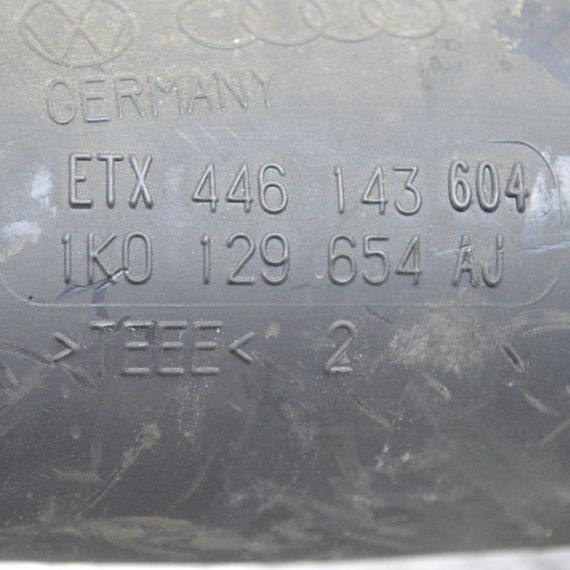 GERMANY
ETX 446 143 604
1K0 129 654 AJ
>TEEE< 2